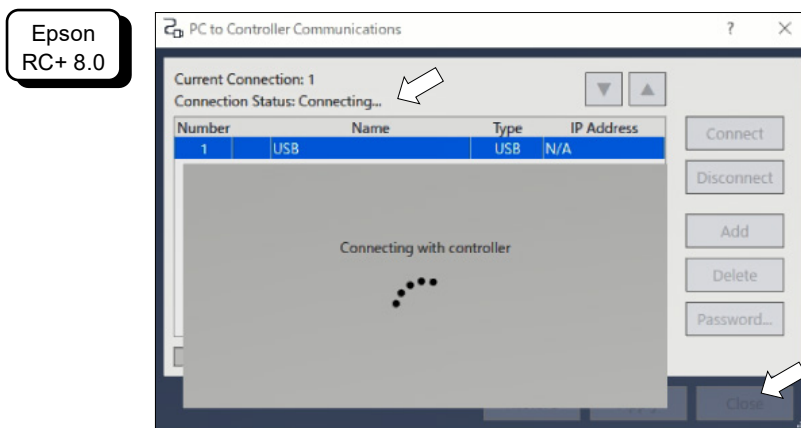 Epson
RC+ 8.0
PC to Controller Communications
?
Current Connection: 1
Connection Status: Connecting...
Number Name Type IP Address
1 USB USB N/A
Connecting with controller
Connect
Disconnect
Add
Delete
Password...
Close